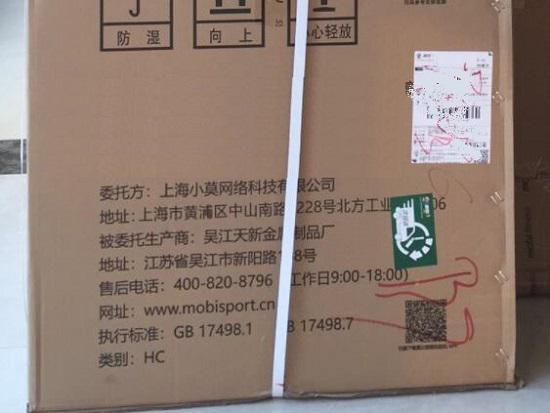 防湿
向上
心轻放
委托方：上海小莫网络科技有限公司
地址：上海市黄浦区中山南路 228号北方工业 06
被委托生产商：吴江天新金属制品厂
地址：江苏省吴江市新阳路 8号
售后电话：400-820-8796 （工作日9:00-18:00）
网址：www.mobisport.cn
执行标准：GB 17498.1 B 17498.7
类别：HC